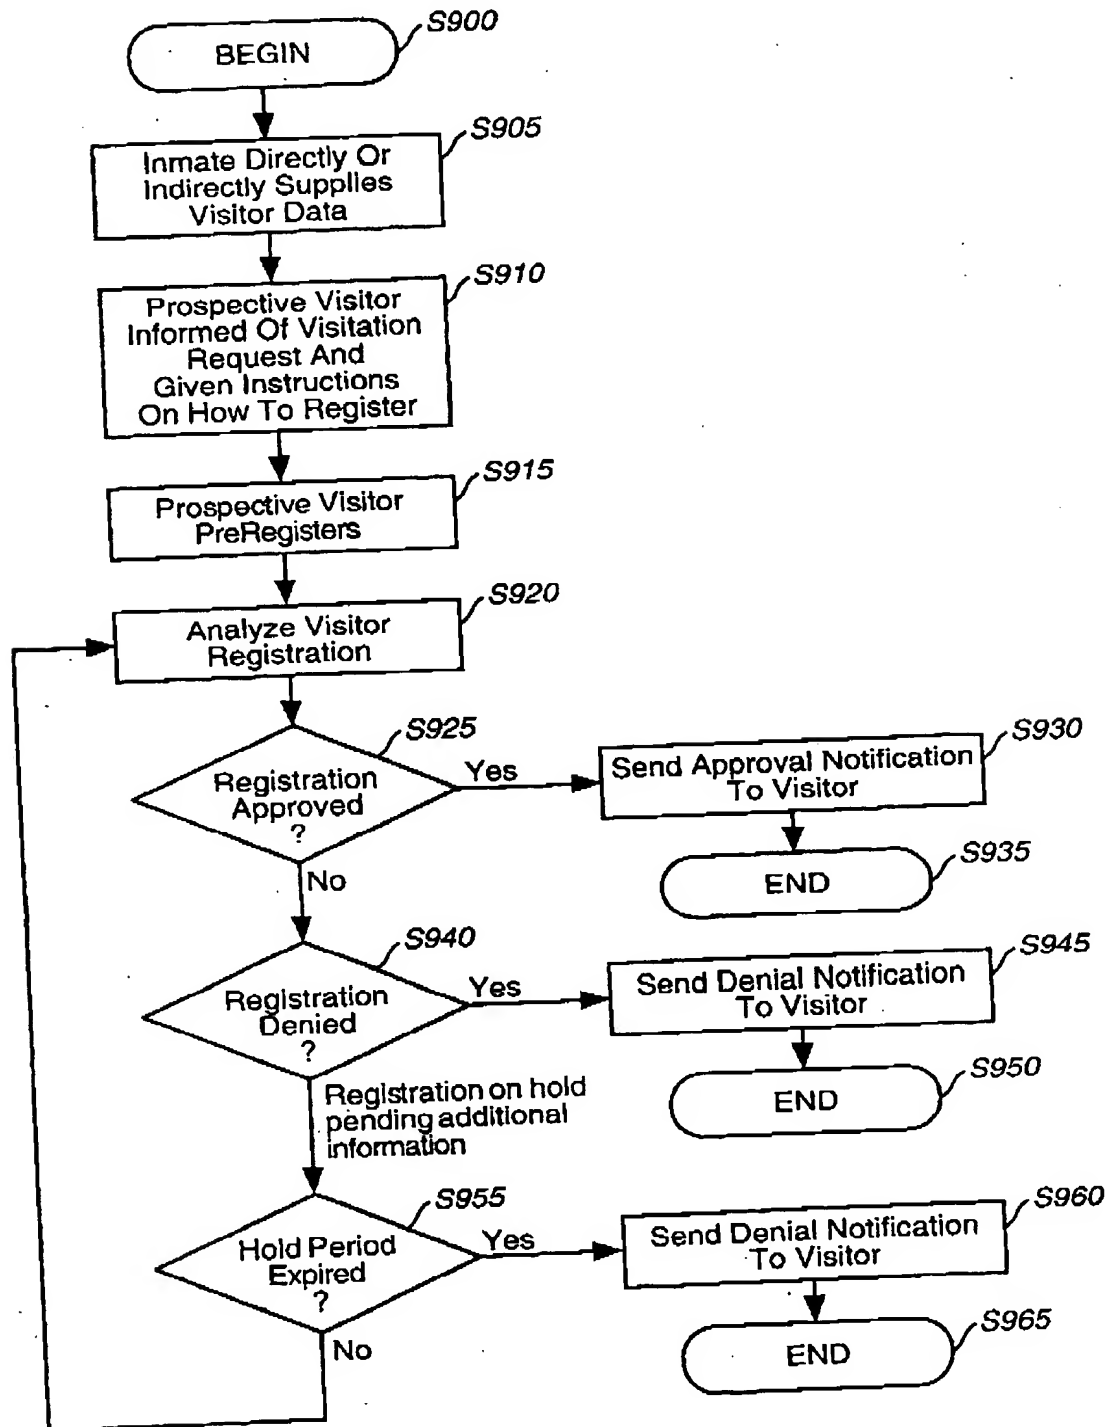 S900
BEGIN
S905
Inmate Directly Or
Indirectly Supplies
Visitor Data
S910
Prospective Visitor
Informed Of Visitation
Request And
Given Instructions
On How To Register
S915
Prospective Visitor
PreRegisters
S920
Analyze Visitor
Registration
S925
Registration
Approved
?
Yes
No
S930
Send Approval Notification
To Visitor
S935
END
S940
Registration
Denied
?
Yes
Registration on hold
pending additional
information
S945
Send Denial Notification
To Visitor
S950
END
S955
Hold Period
Expired
?
Yes
No
S960
Send Denial Notification
To Visitor
S965
END